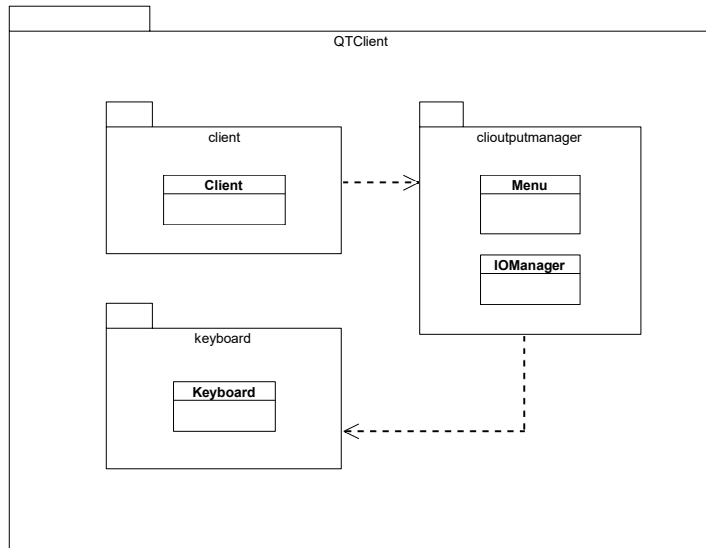 QTClient
client
Client
clioutputmanager
Menu
IOManager
keyboard
Keyboard